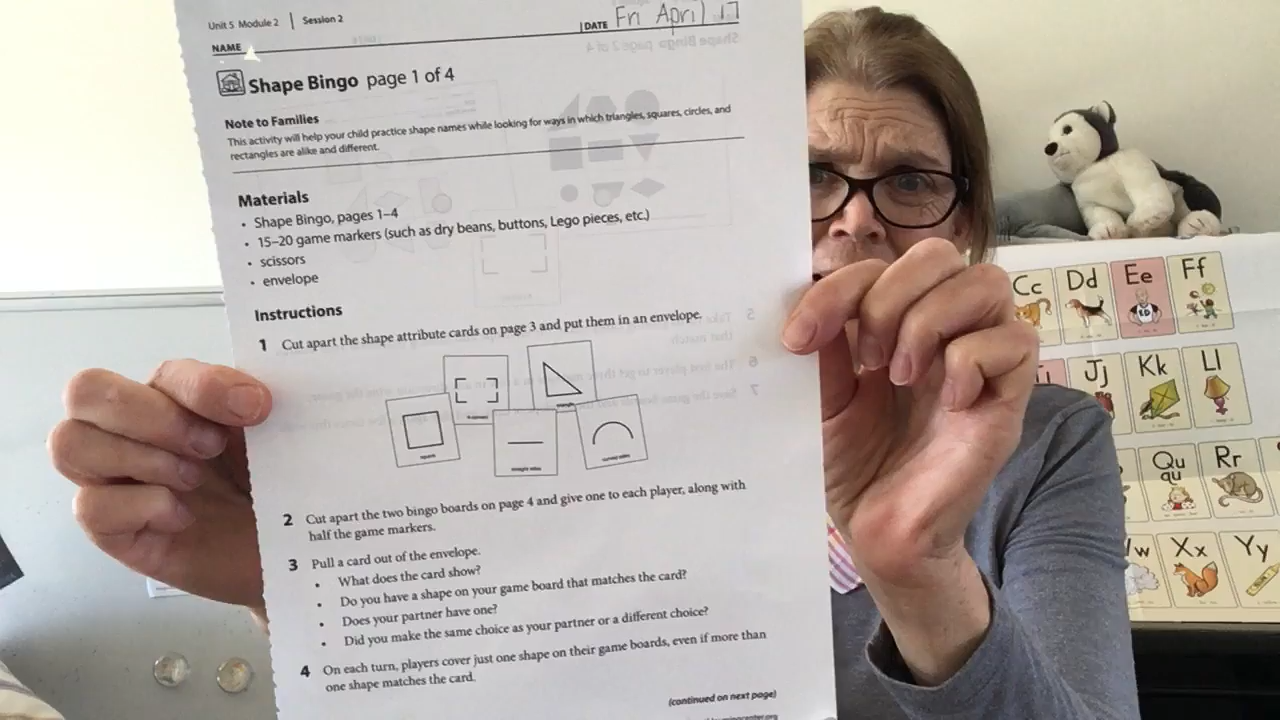 Unit 5 Module 2 | Session 2
NAME | DATE Fri April 17
Shape Bingo page 1 of 4
Note to Families
This activity will help your child practice shape names while looking for ways in which triangles, squares, circles, and
rectangles are alike and different.
Materials
• Shape Bingo, pages 1–4
• 15–20 game markers (such as dry beans, buttons, Lego pieces, etc.)
• scissors
• envelope
Instructions
1 Cut apart the shape attribute cards on page 3 and put them in an envelope.
square
4 corners
triangle
straight sides
curved sides
2 Cut apart the two bingo boards on page 4 and give one to each player, along with
half the game markers.
3 Pull a card out of the envelope.
• What does the card show?
• Do you have a shape on your game board that matches the card?
• Does your partner have one?
• Did you make the same choice as your partner or a different choice?
4 On each turn, players cover just one shape on their game boards, even if more than
one shape matches the card.
(continued on next page)
Cc Dd Ee Ff
ED
Jj Kk Ll
Qu Rr
qu
Xx Yy